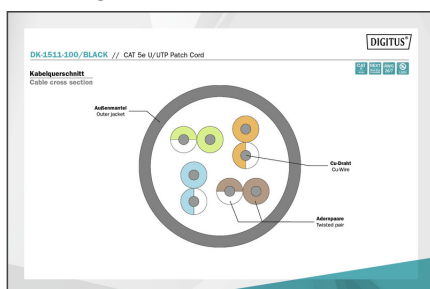 DIGITUS®
DK-1511-100/BLACK // CAT 5e U/UTP Patch Cord
Kabelquerschnitt
Cable cross section
Außenmantel
Outer jacket
Cu-Draht
Cu-Wire
Adernpaare
Twisted pair